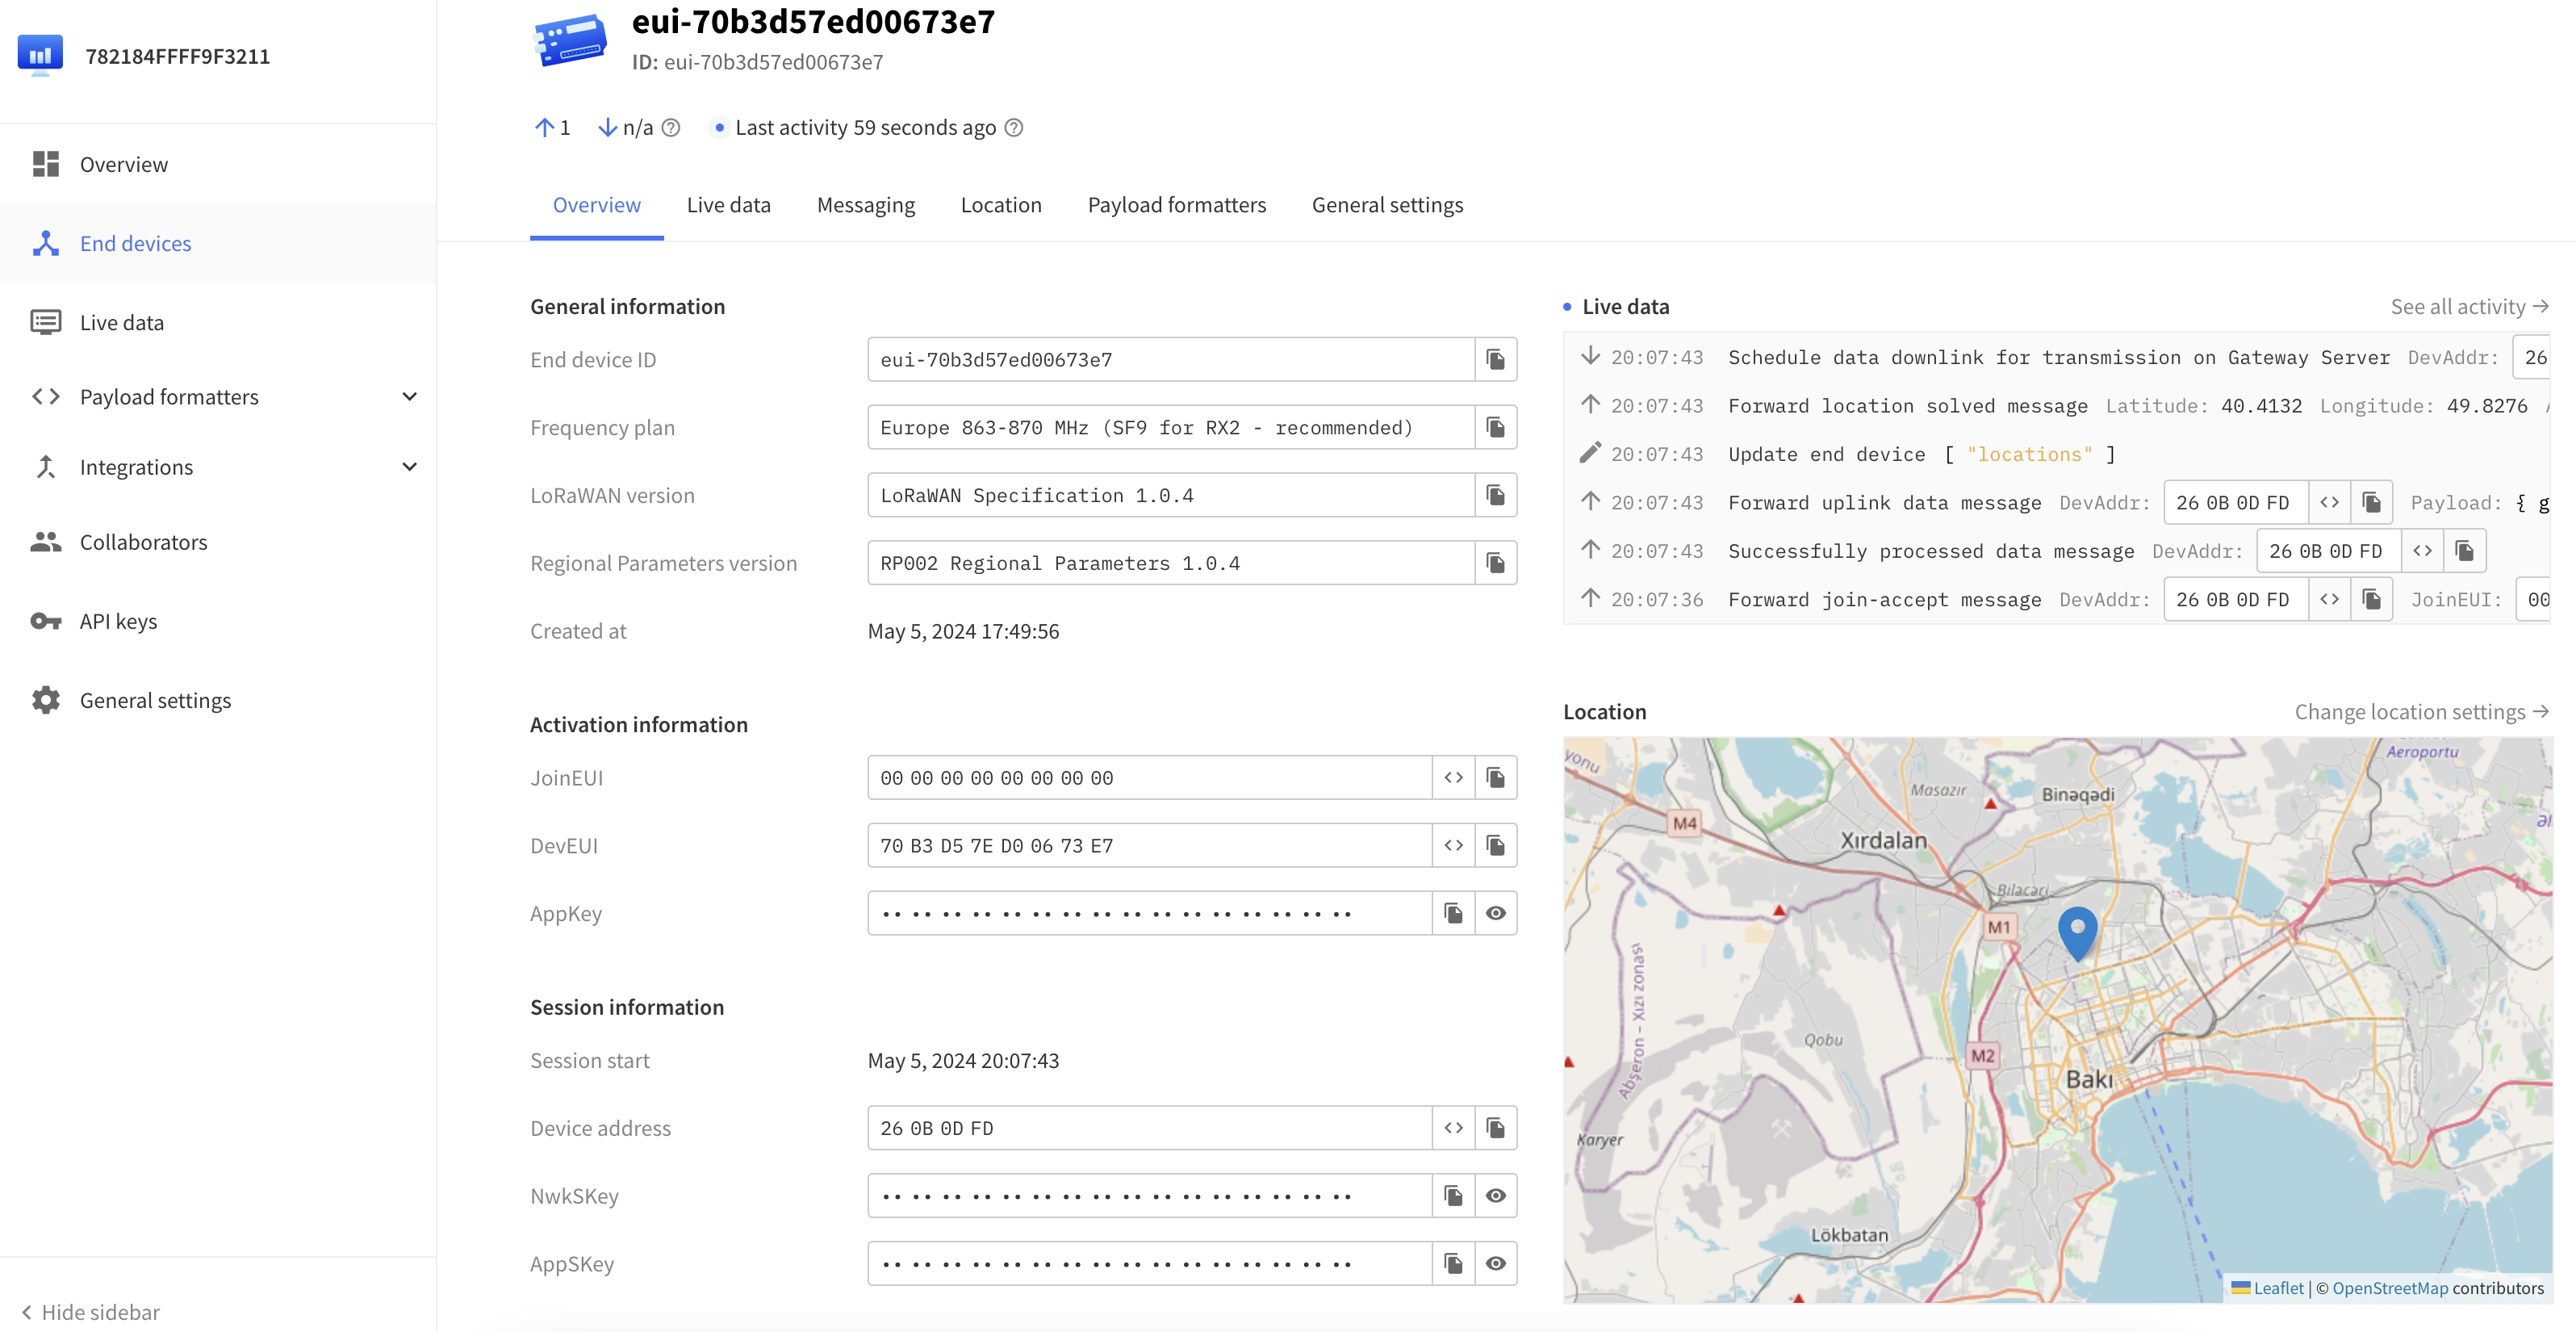 782184FFFF9F3211
Overview
End devices
Live data
Payload formatters
Integrations
Collaborators
API keys
General settings
Hide sidebar
eui-70b3d57ed00673e7
ID: eui-70b3d57ed00673e7
1 n/a Last activity 59 seconds ago
Overview Live data Messaging Location Payload formatters General settings
General information
End device ID eui-70b3d57ed00673e7
Frequency plan Europe 863-870 MHz (SF9 for RX2 - recommended)
LoRaWAN version LoRaWAN Specification 1.0.4
Regional Parameters version RP002 Regional Parameters 1.0.4
Created at May 5, 2024 17:49:56
Activation information
JoinEUI 00 00 00 00 00 00 00 00
DevEUI 70 B3 D5 7E D0 06 73 E7
AppKey
Session information
Session start May 5, 2024 20:07:43
Device address 26 0B 0D FD
NwkSKey
AppSKey
Live data See all activity →
20:07:43 Schedule data downlink for transmission on Gateway Server DevAddr: 26
20:07:43 Forward location solved message Latitude: 40.4132 Longitude: 49.8276
20:07:43 Update end device [ "locations" ]
20:07:43 Forward uplink data message DevAddr: 26 0B 0D FD <> Payload: { g
20:07:43 Successfully processed data message DevAddr: 26 0B 0D FD <>
20:07:36 Forward join-accept message DevAddr: 26 0B 0D FD <> JoinEUI: 00
Location Change location settings →
yonu
Aeroportu
Masazır
Binəqədi
M4
Xırdalan
Biləcəri
M1
Abşeron – Xızı zonası
Qobu
M2
Bakı
Karyer
Lökbatan
Leaflet | © OpenStreetMap contributors